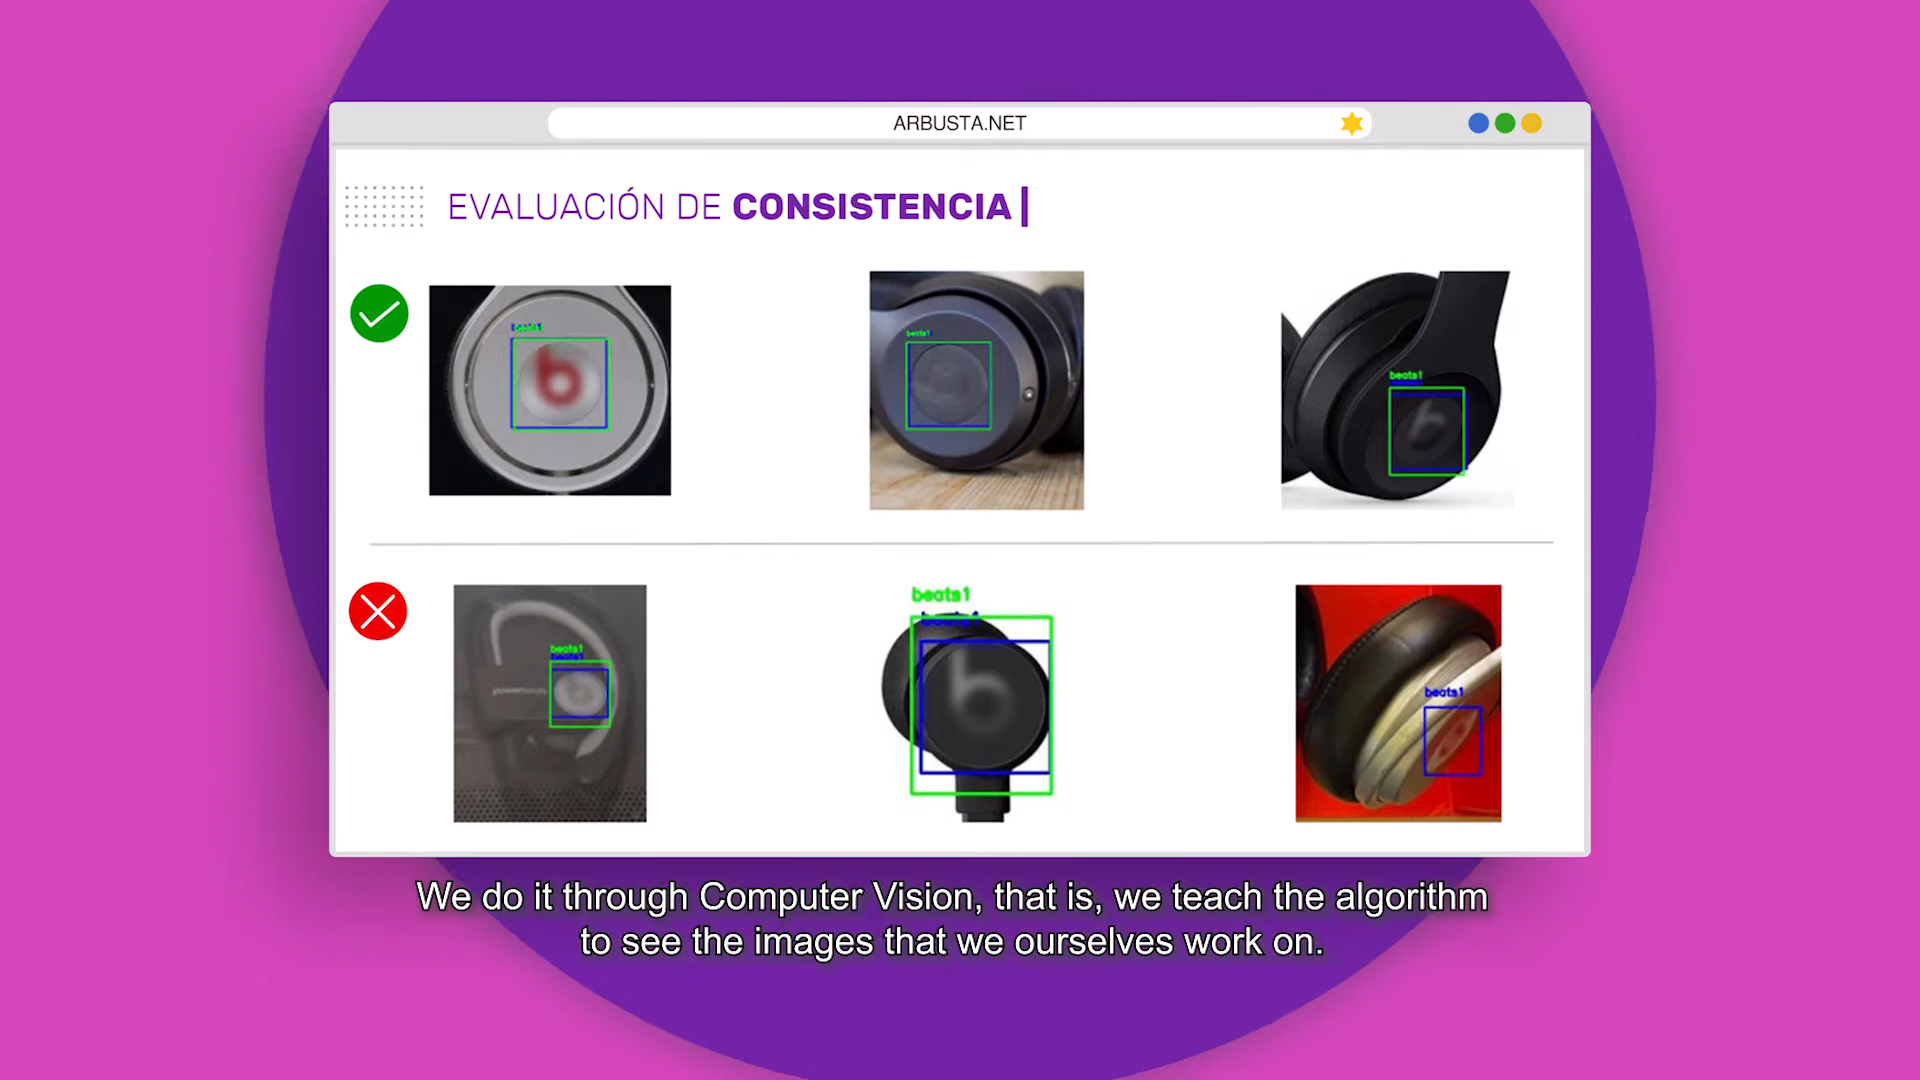 ARBUSTA.NET
EVALUACIÓN DE CONSISTENCIA
beats1
beats1
beats1
beats1
beats1
beats1
We do it through Computer Vision, that is, we teach the algorithm
to see the images that we ourselves work on.